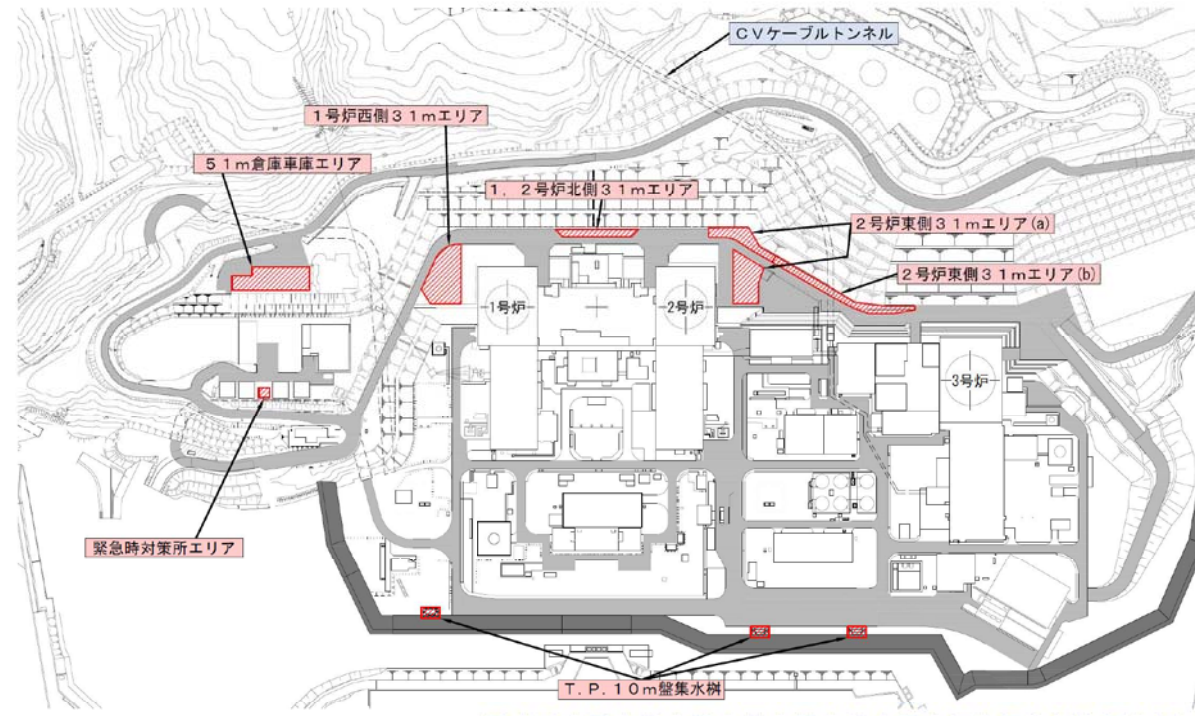 CVケーブルトンネル
1号炉西側31mエリア
51m倉庫車庫エリア
1,2号炉北側31mエリア
2号炉東側31mエリア(a)
2号炉東側31mエリア(b)
1号炉
2号炉
3号炉
緊急時対策所エリア
T.P.10m盤集水桝